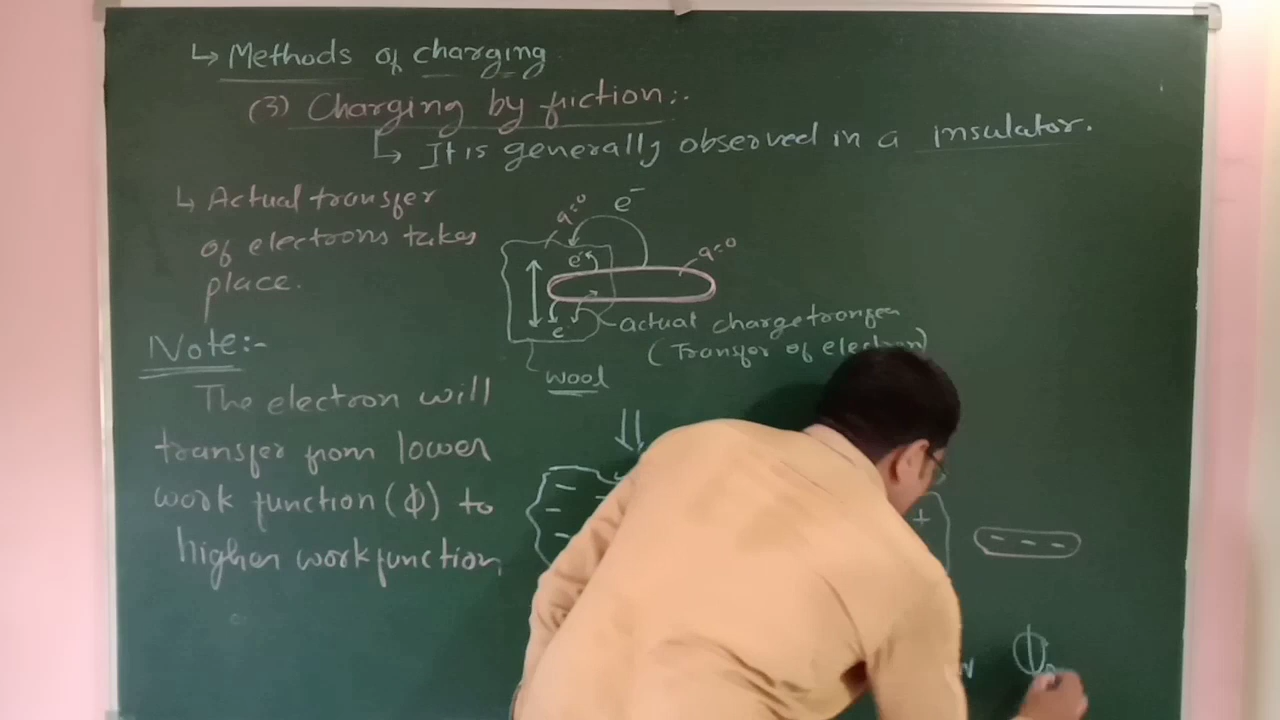 ↳ Methods of charging
(3) Charging by friction:.
↳ It is generally observed in a insulator.
↳ Actual transfer
of electrons takes
place.
e⁻
q=0
q=0
e⁻
e
actual charge transfer
(Transfer of electron)
wool
Note:-
The electron will
transfer from lower
work function (ϕ) to
higher work function
- -
-
-
+
- - -
ϕ